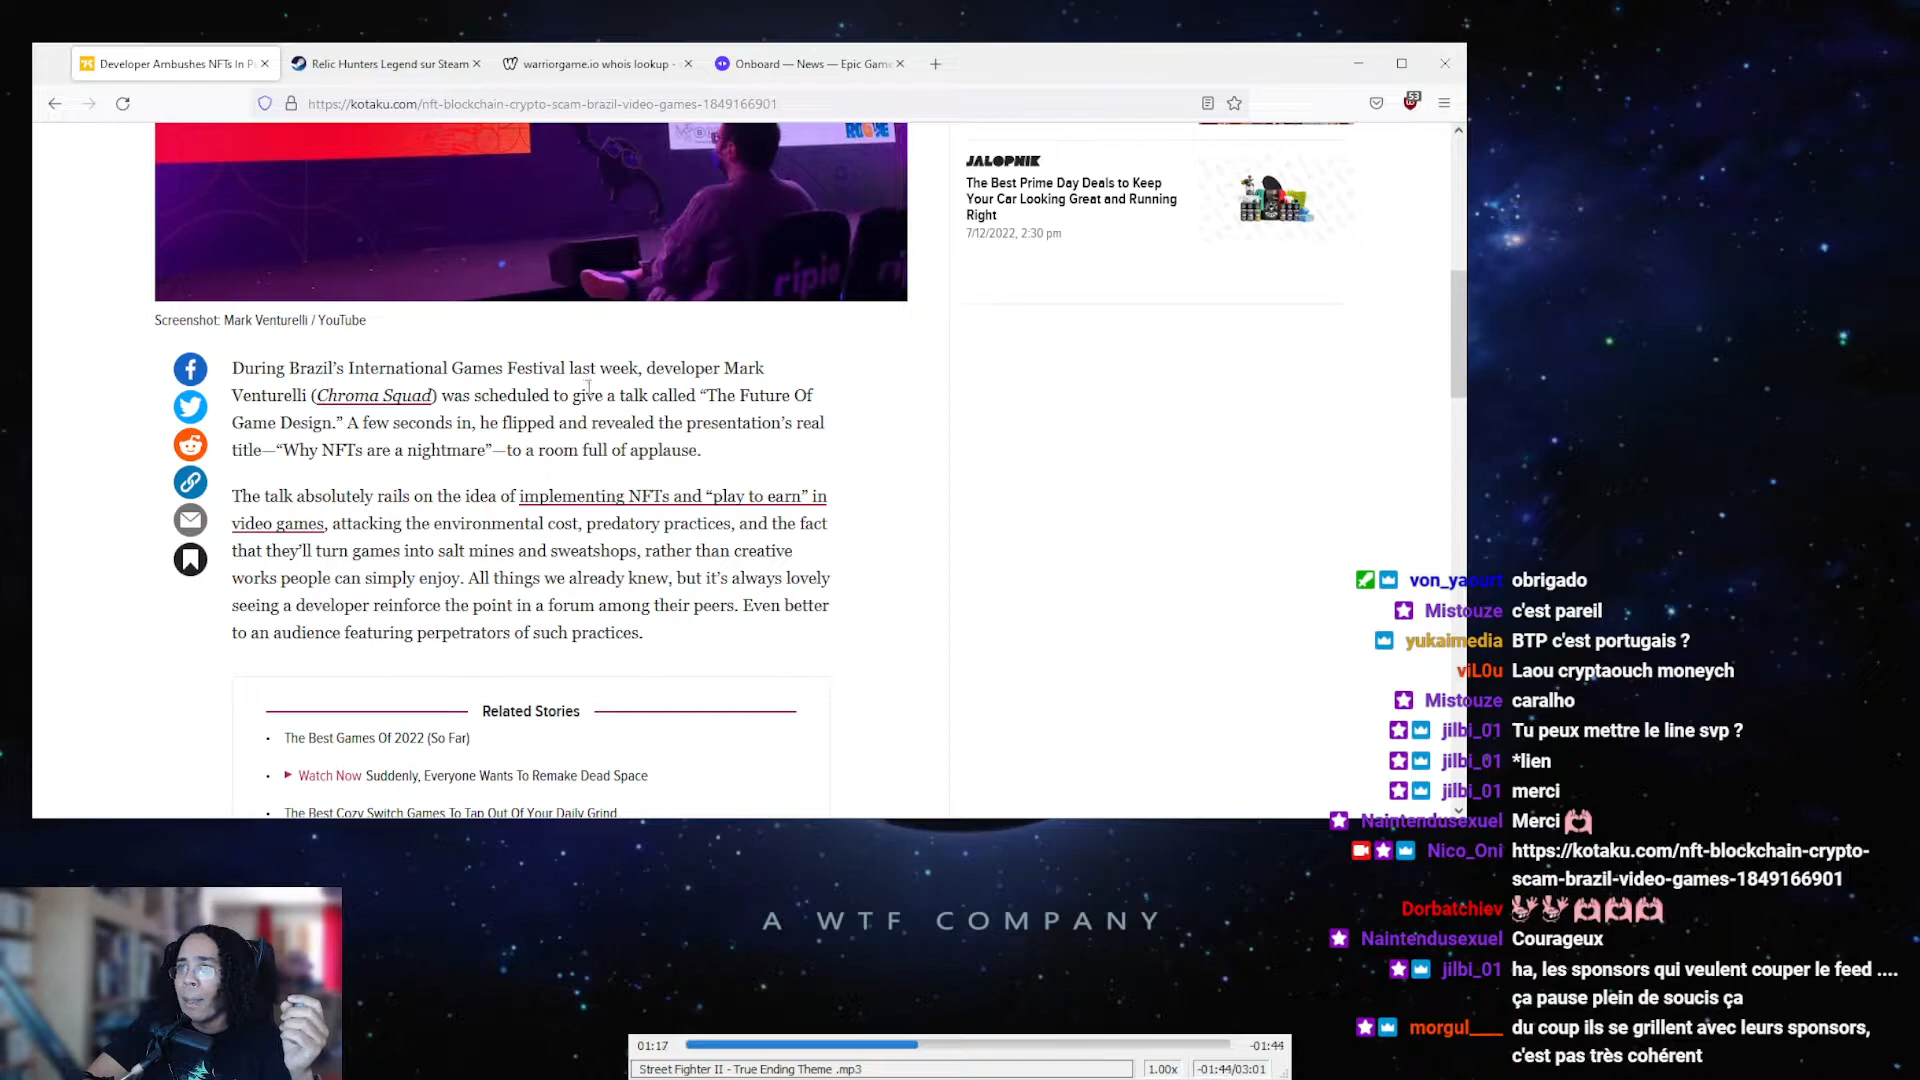 Developer Ambushes NFTs In P
Relic Hunters Legend sur Steam
warriorgame.io whois lookup -
Onboard — News — Epic Game
https://kotaku.com/nft-blockchain-crypto-scam-brazil-video-games-1849166901
53
ROGUE
ripio
Screenshot: Mark Venturelli / YouTube
JALOPNIK
The Best Prime Day Deals to Keep
Your Car Looking Great and Running
Right
7/12/2022, 2:30 pm
During Brazil’s International Games Festival last week, developer Mark
Venturelli (Chroma Squad) was scheduled to give a talk called “The Future Of
Game Design.” A few seconds in, he flipped and revealed the presentation’s real
title—“Why NFTs are a nightmare”—to a room full of applause.
The talk absolutely rails on the idea of implementing NFTs and “play to earn” in
video games, attacking the environmental cost, predatory practices, and the fact
that they’ll turn games into salt mines and sweatshops, rather than creative
works people can simply enjoy. All things we already knew, but it’s always lovely
seeing a developer reinforce the point in a forum among their peers. Even better
to an audience featuring perpetrators of such practices.
Related Stories
• The Best Games Of 2022 (So Far)
• Watch Now Suddenly, Everyone Wants To Remake Dead Space
• The Best Cozy Switch Games To Tap Out Of Your Daily Grind
von_yaourt obrigado
Mistouze c'est pareil
yukaimedia BTP c'est portugais ?
viL0u Laou cryptaouch moneych
Mistouze caralho
jilbi_01 Tu peux mettre le line svp ?
jilbi_01 *lien
jilbi_01 merci
Naintendusexuel Merci
Nico_Oni https://kotaku.com/nft-blockchain-crypto-
scam-brazil-video-games-1849166901
Dorbatchiev
Naintendusexuel Courageux
jilbi_01 ha, les sponsors qui veulent couper le feed ....
ça pause plein de soucis ça
morgul____ du coup ils se grillent avec leurs sponsors,
c'est pas très cohérent
A WTF COMPANY
01:17
-01:44
Street Fighter II - True Ending Theme .mp3
1.00x
-01:44/03:01